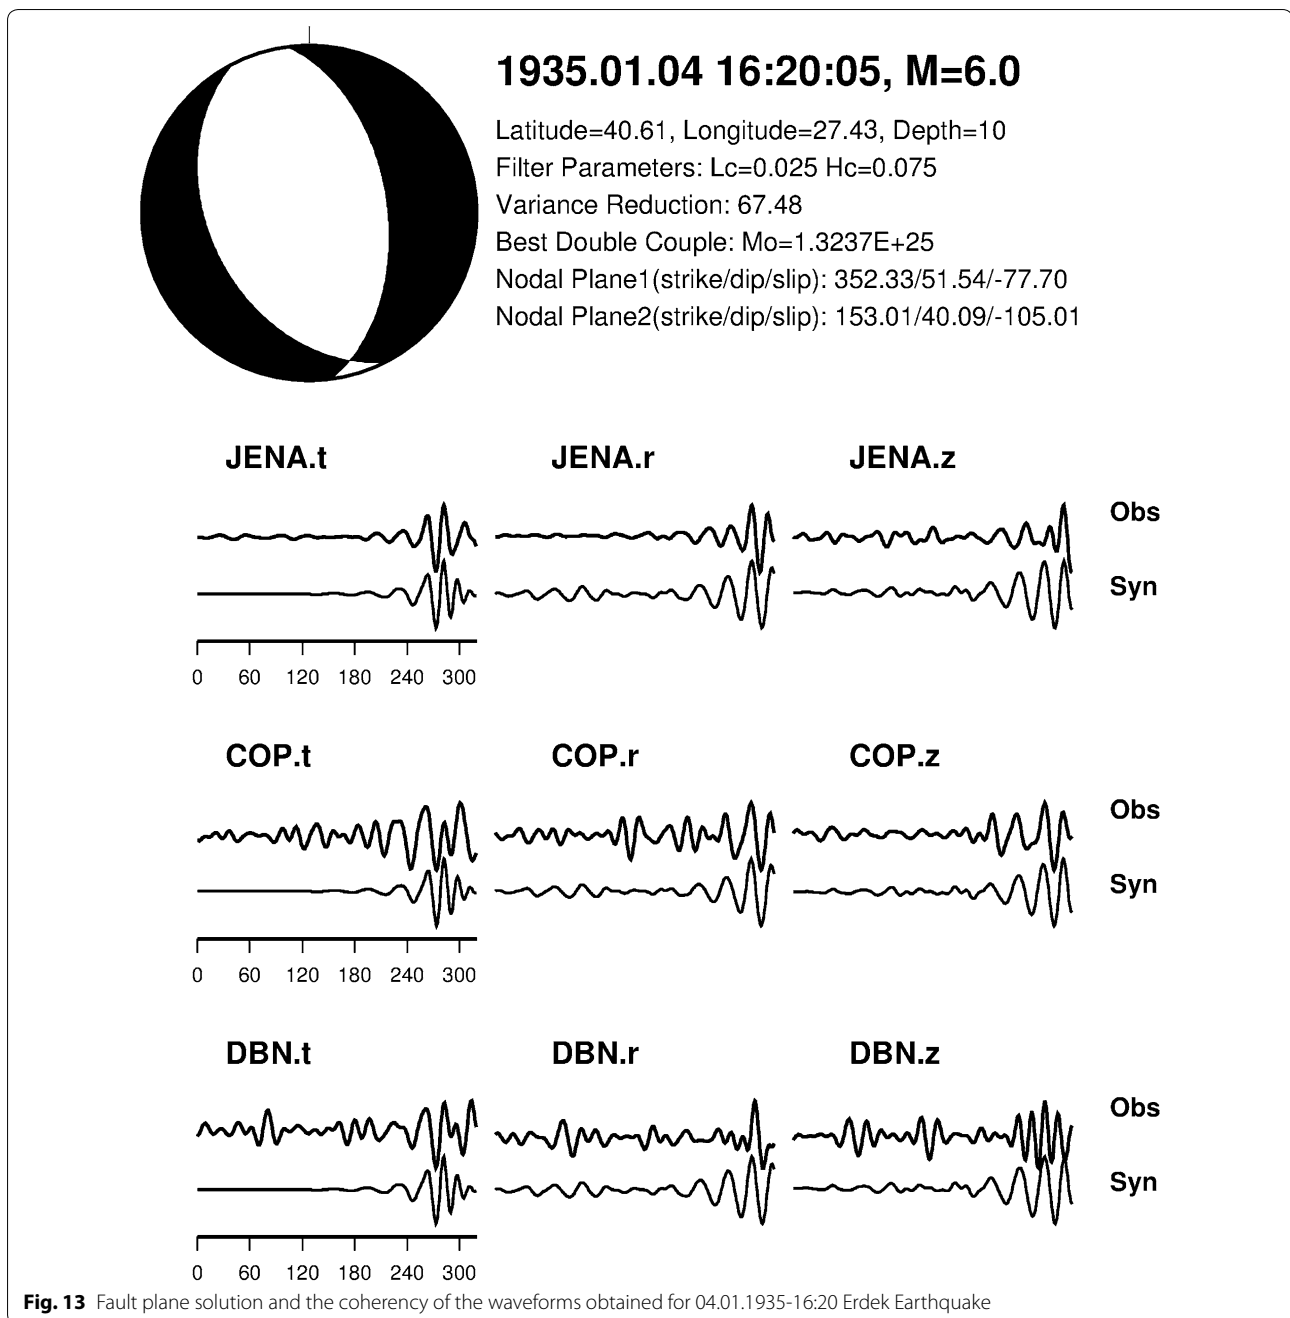 1935.01.04 16:20:05, M=6.0
Latitude=40.61, Longitude=27.43, Depth=10
Filter Parameters: Lc=0.025 Hc=0.075
Variance Reduction: 67.48
Best Double Couple: Mo=1.3237E+25
Nodal Plane1(strike/dip/slip): 352.33/51.54/-77.70
Nodal Plane2(strike/dip/slip): 153.01/40.09/-105.01
JENA.t JENA.r JENA.z
Obs
Syn
0 60 120 180 240 300
COP.t COP.r COP.z
Obs
Syn
0 60 120 180 240 300
DBN.t DBN.r DBN.z
Obs
Syn
0 60 120 180 240 300
Fig. 13 Fault plane solution and the coherency of the waveforms obtained for 04.01.1935-16:20 Erdek Earthquake